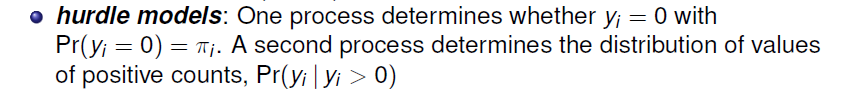 hurdle models: One process determines whether yᵢ = 0 with
Pr(yᵢ = 0) = πᵢ. A second process determines the distribution of values
of positive counts, Pr(yᵢ | yᵢ > 0)